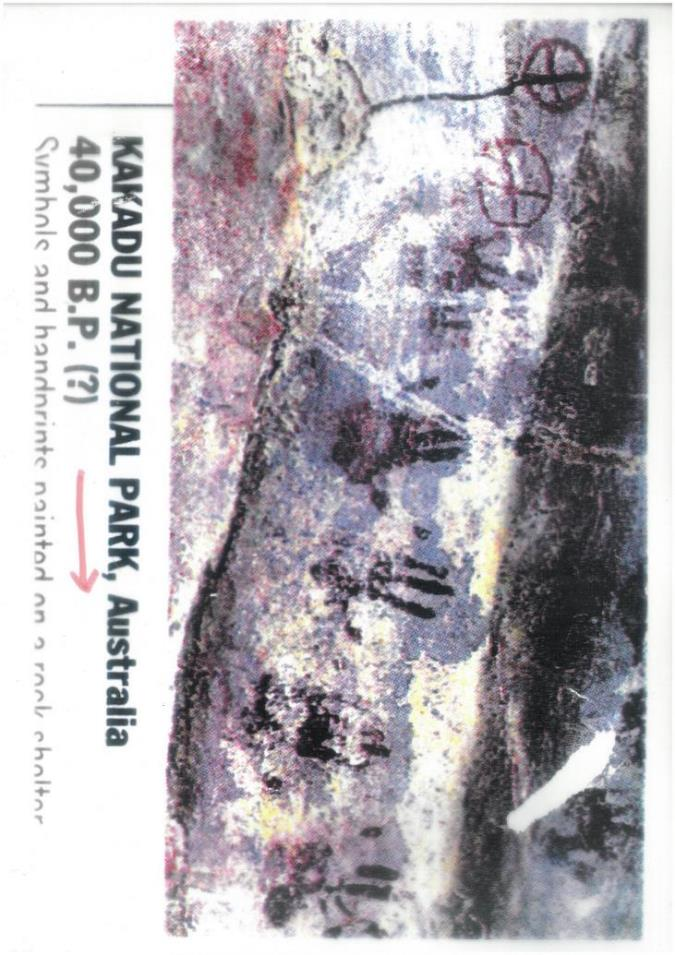 KAKADU NATIONAL PARK, Australia
40,000 B.P. (?)
Symbols and handprints painted on a rock shelter